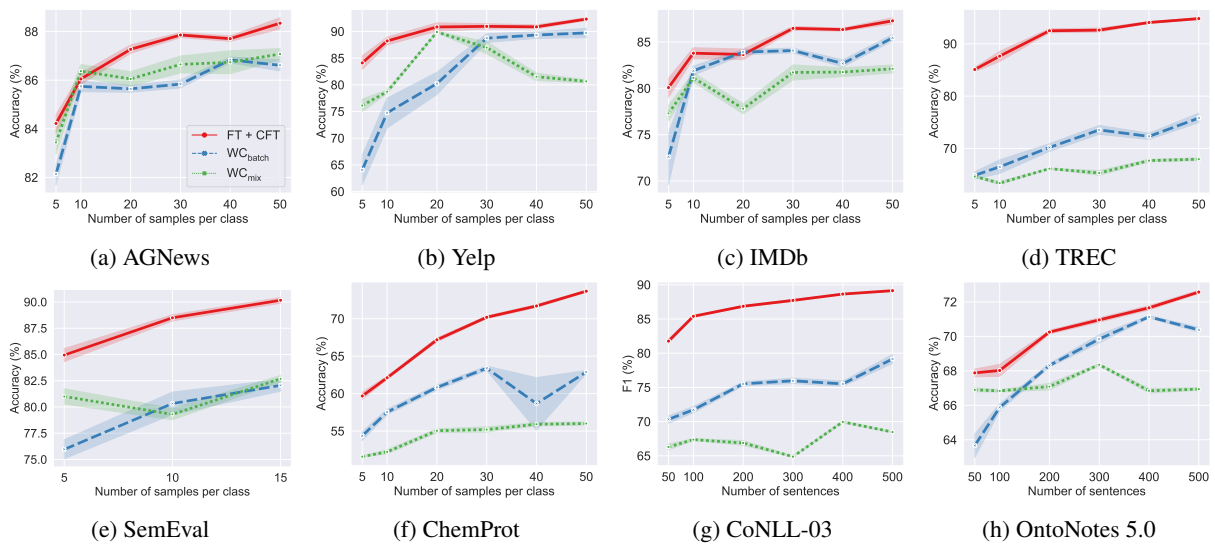 88
86
84
82
Accuracy (%)
FT + CFT
WCbatch
WCmix
5 10 20 30 40 50
Number of samples per class
(a) AGNews
95
90
85
80
75
70
65
60
Accuracy (%)
5 10 20 30 40 50
Number of samples per class
(b) Yelp
85
80
75
70
Accuracy (%)
5 10 20 30 40 50
Number of samples per class
(c) IMDb
90
80
70
Accuracy (%)
5 10 20 30 40 50
Number of samples per class
(d) TREC
90.0
87.5
85.0
82.5
80.0
77.5
75.0
Accuracy (%)
5 10 15
Number of samples per class
(e) SemEval
70
65
60
55
Accuracy (%)
5 10 20 30 40 50
Number of samples per class
(f) ChemProt
90
85
80
75
70
65
F1 (%)
50 100 200 300 400 500
Number of sentences
(g) CoNLL-03
72
70
68
66
64
Accuracy (%)
50 100 200 300 400 500
Number of sentences
(h) OntoNotes 5.0